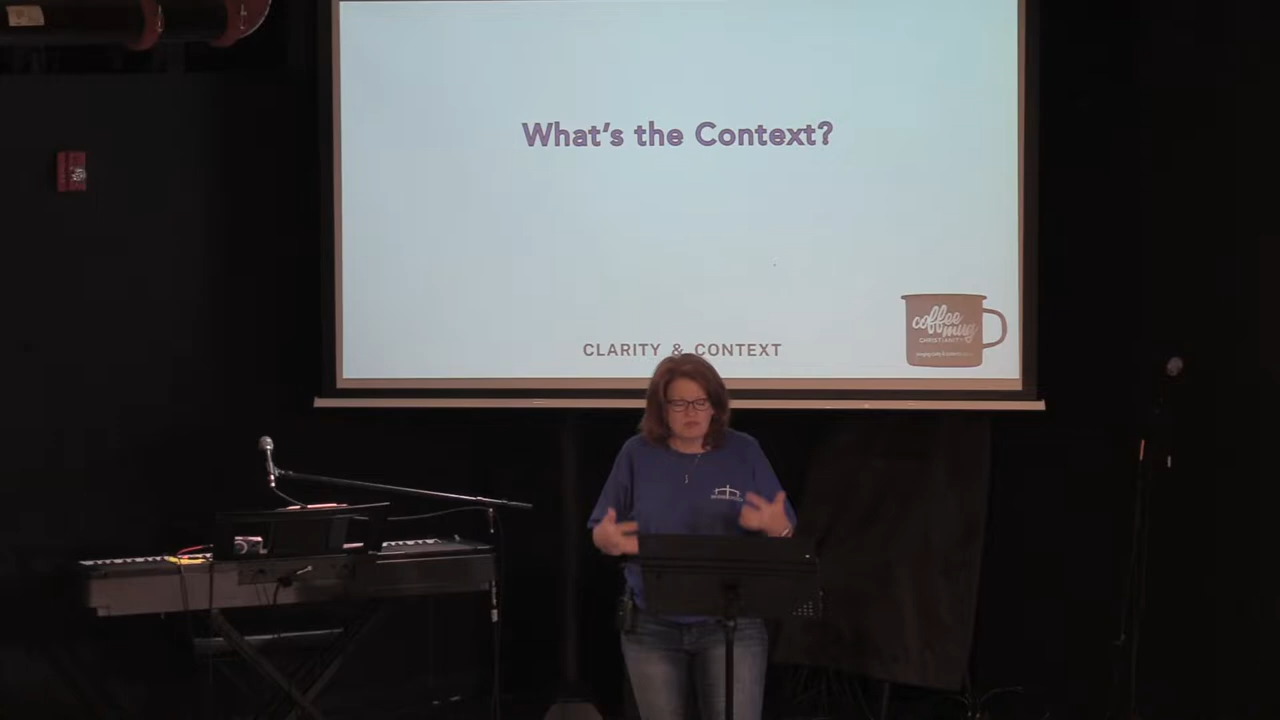 What's the Context?
coffee
mug
CHRISTIANITY
CLARITY & CONTEXT